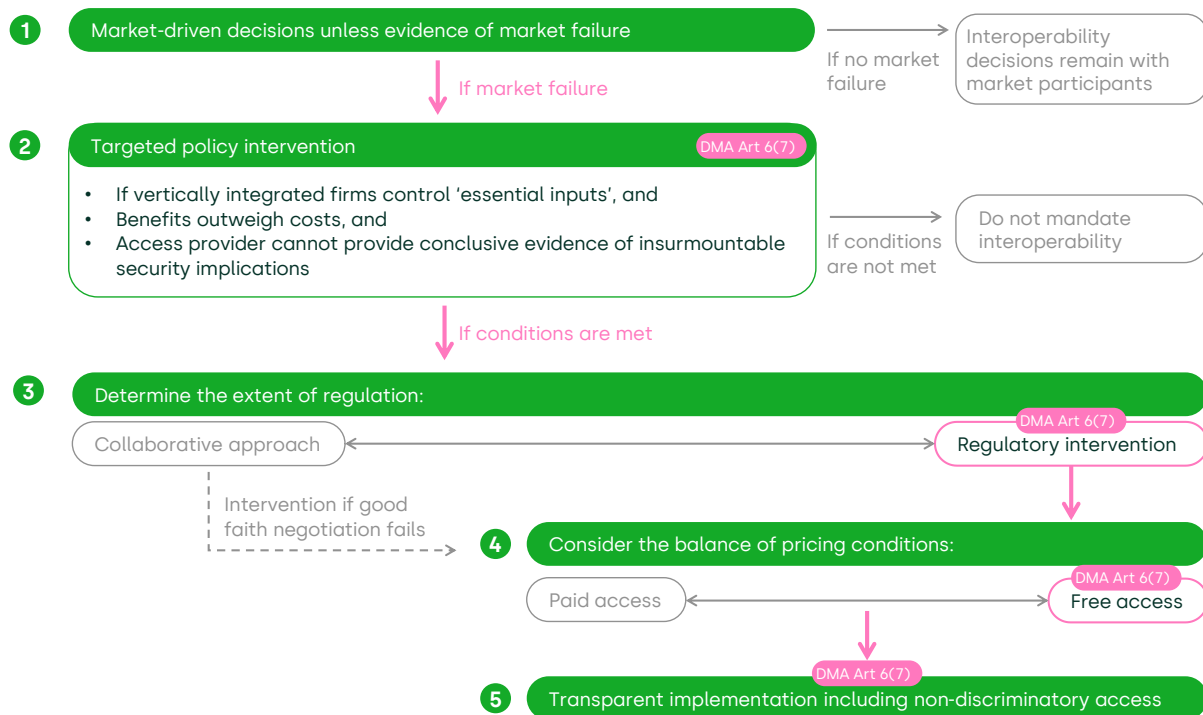 1
Market-driven decisions unless evidence of market failure
If no market
failure
Interoperability
decisions remain with
market participants
If market failure
2
Targeted policy intervention
DMA Art 6(7)
• If vertically integrated firms control ‘essential inputs’, and
• Benefits outweigh costs, and
• Access provider cannot provide conclusive evidence of insurmountable
security implications
If conditions
are not met
Do not mandate
interoperability
If conditions are met
3
Determine the extent of regulation:
Collaborative approach
DMA Art 6(7)
Regulatory intervention
Intervention if good
faith negotiation fails
4
Consider the balance of pricing conditions:
Paid access
DMA Art 6(7)
Free access
DMA Art 6(7)
5
Transparent implementation including non-discriminatory access